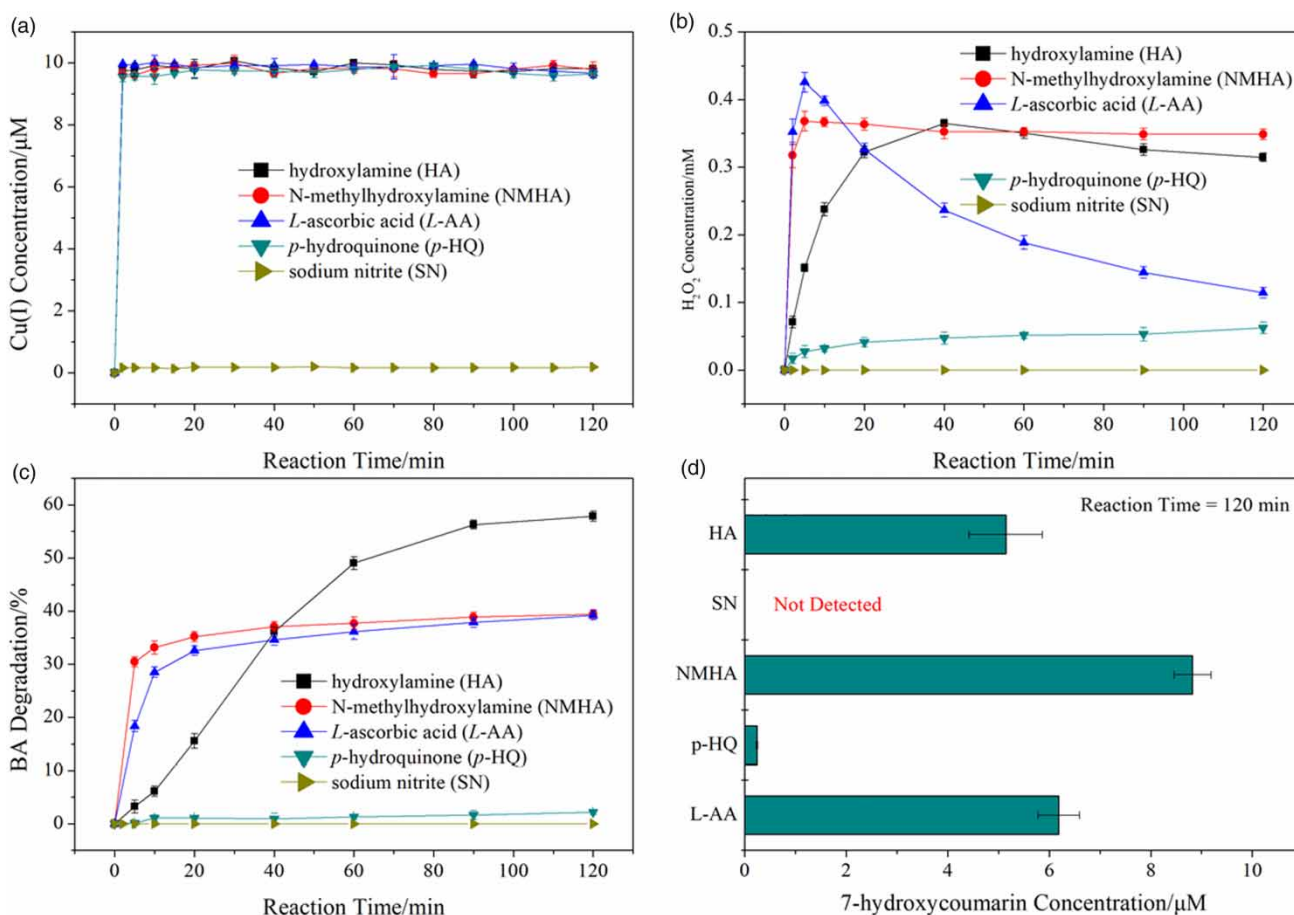 (a)
10
8
6
4
2
0
Cu(I) Concentration/μM
hydroxylamine (HA)
N-methylhydroxylamine (NMHA)
L-ascorbic acid (L-AA)
p-hydroquinone (p-HQ)
sodium nitrite (SN)
0 20 40 60 80 100 120
Reaction Time/min
(b)
0.5
0.4
0.3
0.2
0.1
0.0
H₂O₂ Concentration/mM
hydroxylamine (HA)
N-methylhydroxylamine (NMHA)
L-ascorbic acid (L-AA)
p-hydroquinone (p-HQ)
sodium nitrite (SN)
0 20 40 60 80 100 120
Reaction Time/min
(c)
60
50
40
30
20
10
0
BA Degradation/%
hydroxylamine (HA)
N-methylhydroxylamine (NMHA)
L-ascorbic acid (L-AA)
p-hydroquinone (p-HQ)
sodium nitrite (SN)
0 20 40 60 80 100 120
Reaction Time/min
(d)
Reaction Time = 120 min
HA
SN
Not Detected
NMHA
p-HQ
L-AA
0 2 4 6 8 10
7-hydroxycoumarin Concentration/μM